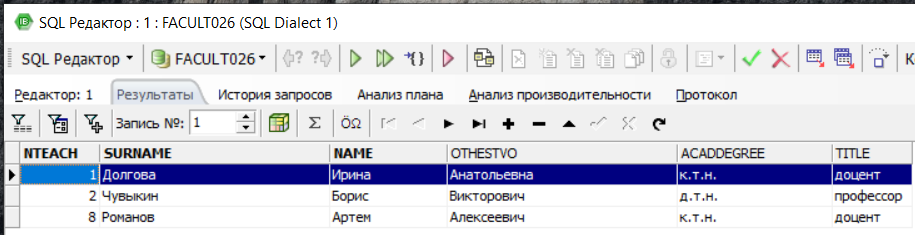 SQL Редактор : 1 : FACULT026 (SQL Dialect 1)
SQL Редактор FACULT026
Редактор: 1 Результаты История запросов Анализ плана Анализ производительности Протокол
Запись №: 1 Σ ÖΩ
NTEACH SURNAME NAME OTHESTVO ACADDEGREE TITLE
1 Долгова Ирина Анатольевна к.т.н. доцент
2 Чувыкин Борис Викторович д.т.н. профессор
8 Романов Артем Алексеевич к.т.н. доцент